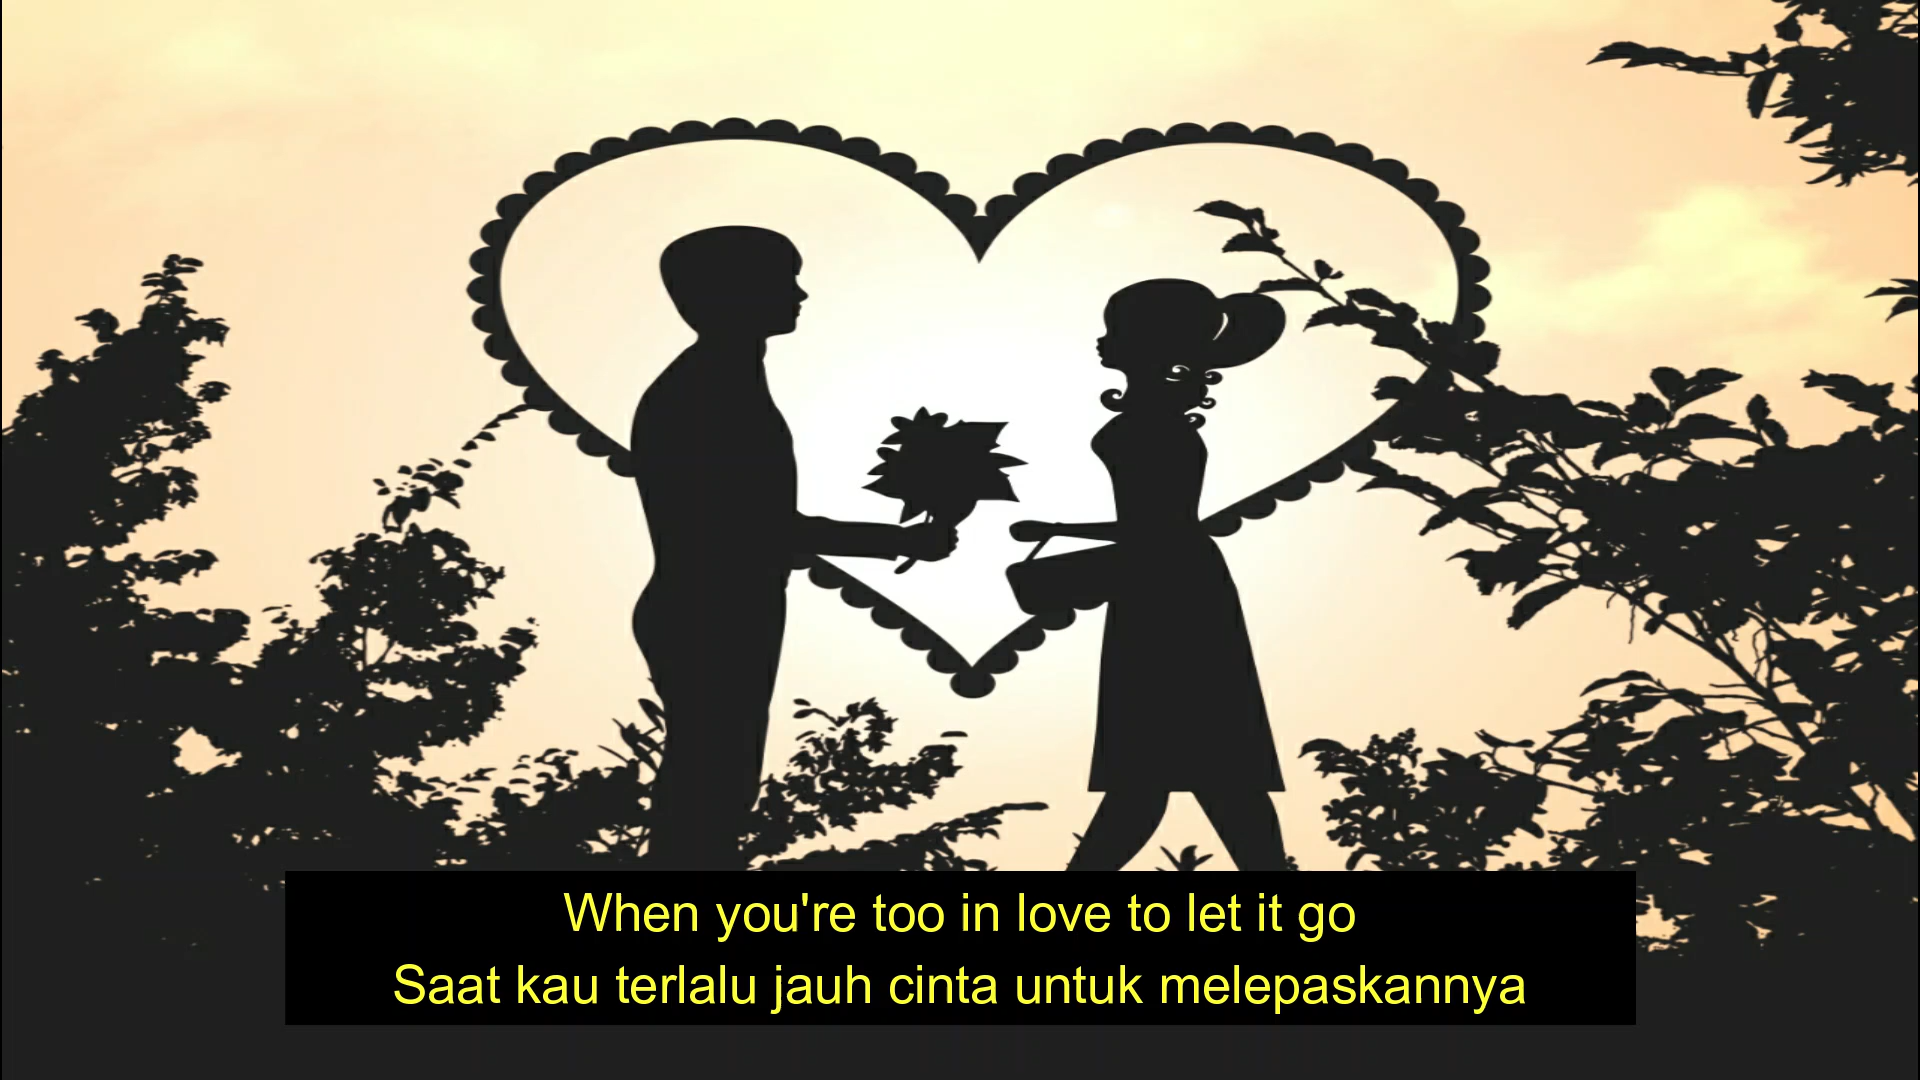 When you're too in love to let it go
Saat kau terlalu jauh cinta untuk melepaskannya